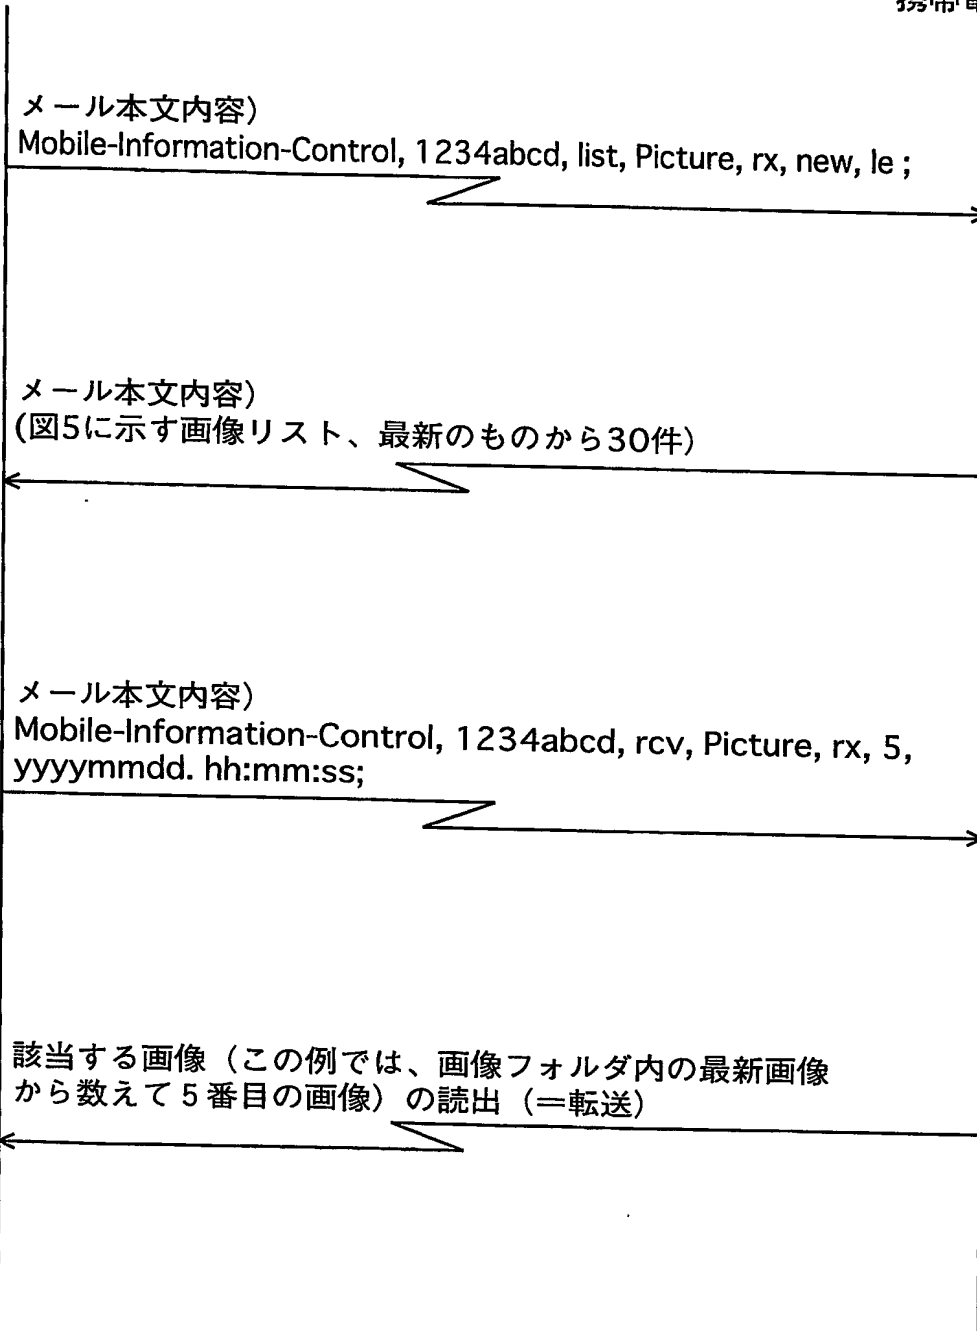 メール本文内容)
Mobile-Information-Control, 1234abcd, list, Picture, rx, new, le ;
メール本文内容)
(図5に示す画像リスト、最新のものから30件)
メール本文内容)
Mobile-Information-Control, 1234abcd, rcv, Picture, rx, 5,
yyyymmdd. hh:mm:ss;
該当する画像（この例では、画像フォルダ内の最新画像
から数えて5番目の画像）の読出（＝転送）